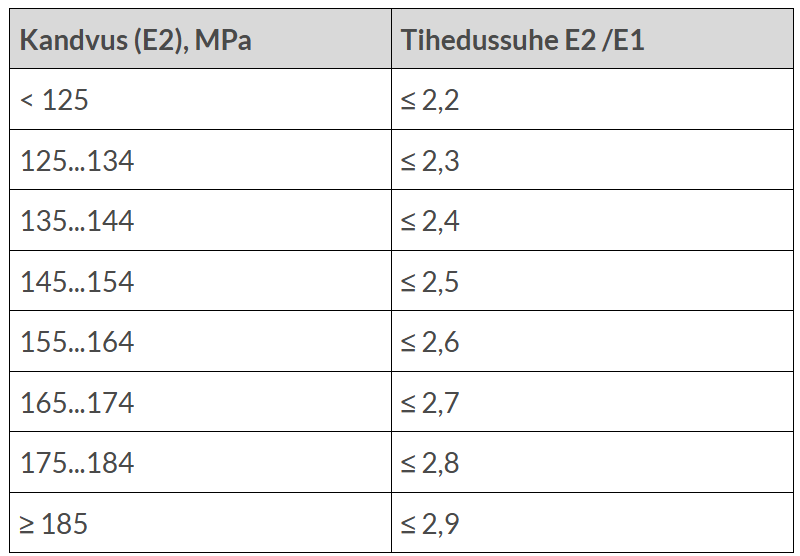 Kandvus (E2), MPa Tihedussuhe E2 /E1
< 125 ≤ 2,2
125...134 ≤ 2,3
135...144 ≤ 2,4
145...154 ≤ 2,5
155...164 ≤ 2,6
165...174 ≤ 2,7
175...184 ≤ 2,8
≥ 185 ≤ 2,9